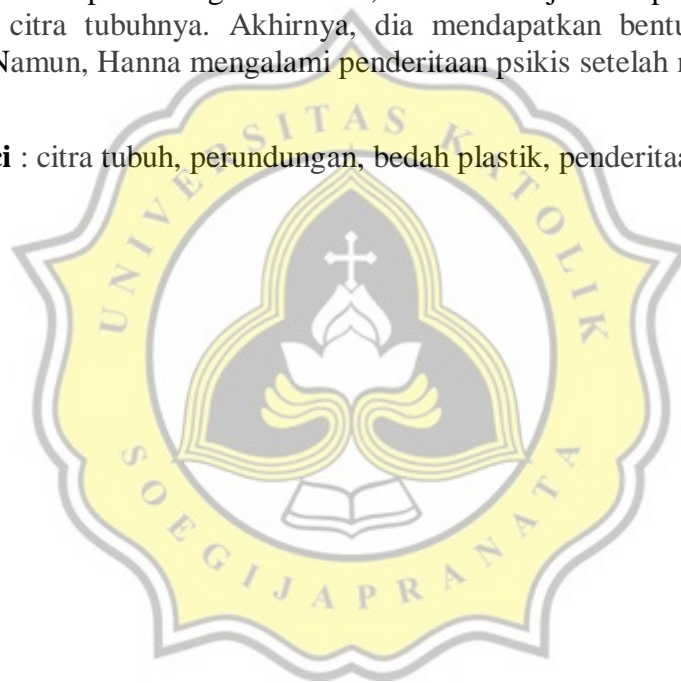 citra tubuhnya. Akhirnya, dia mendapatkan bentu
Namun, Hanna mengalami penderitaan psikis setelah
ci : citra tubuh, perundungan, bedah plastik, penderitaa
UNIVERSITAS KATOLIK
SOEGIJAPRANATA